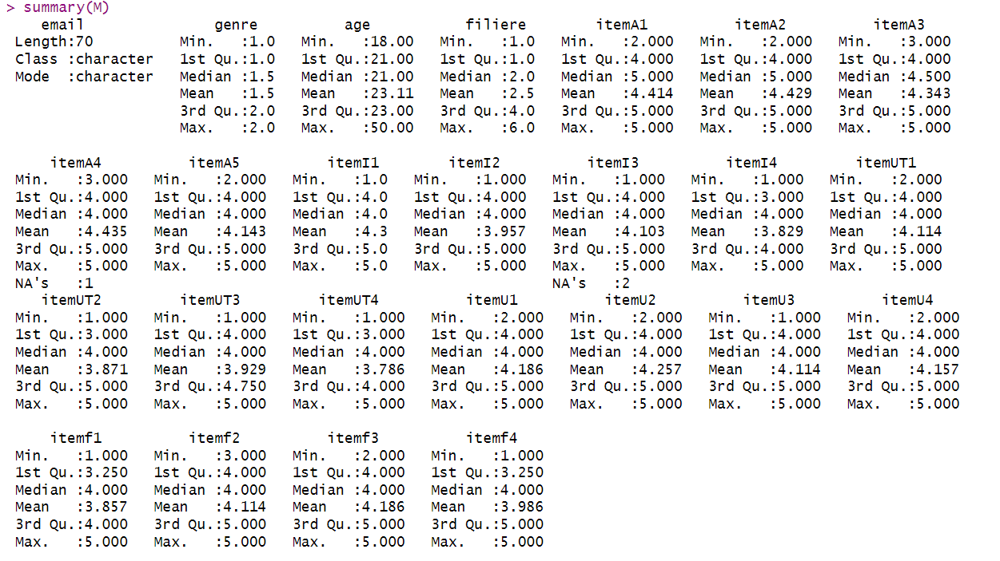 > summary(M)
    email               genre          age           filiere        itemA1          itemA2          itemA3
 Length:70          Min.   :1.0   Min.   :18.00   Min.   :1.0   Min.   :2.000   Min.   :2.000   Min.   :3.000
 Class :character   1st Qu.:1.0   1st Qu.:21.00   1st Qu.:1.0   1st Qu.:4.000   1st Qu.:4.000   1st Qu.:4.000
 Mode  :character   Median :1.5   Median :21.00   Median :2.0   Median :5.000   Median :5.000   Median :4.500
                    Mean   :1.5   Mean   :23.11   Mean   :2.5   Mean   :4.414   Mean   :4.429   Mean   :4.343
                    3rd Qu.:2.0   3rd Qu.:23.00   3rd Qu.:4.0   3rd Qu.:5.000   3rd Qu.:5.000   3rd Qu.:5.000
                    Max.   :2.0   Max.   :50.00   Max.   :6.0   Max.   :5.000   Max.   :5.000   Max.   :5.000

     itemA4          itemA5          itemI1        itemI2          itemI3          itemI4         itemUT1
 Min.   :3.000   Min.   :2.000   Min.   :1.0   Min.   :1.000   Min.   :1.000   Min.   :1.000   Min.   :2.000
 1st Qu.:4.000   1st Qu.:4.000   1st Qu.:4.0   1st Qu.:4.000   1st Qu.:4.000   1st Qu.:3.000   1st Qu.:4.000
 Median :4.000   Median :4.000   Median :4.0   Median :4.000   Median :4.000   Median :4.000   Median :4.000
 Mean   :4.435   Mean   :4.143   Mean   :4.3   Mean   :3.957   Mean   :4.103   Mean   :3.829   Mean   :4.114
 3rd Qu.:5.000   3rd Qu.:5.000   3rd Qu.:5.0   3rd Qu.:5.000   3rd Qu.:5.000   3rd Qu.:4.000   3rd Qu.:5.000
 Max.   :5.000   Max.   :5.000   Max.   :5.0   Max.   :5.000   Max.   :5.000   Max.   :5.000   Max.   :5.000
 NA's   :1                                                     NA's   :2
    itemUT2         itemUT3         itemUT4          itemU1          itemU2          itemU3          itemU4
 Min.   :1.000   Min.   :1.000   Min.   :1.000   Min.   :2.000   Min.   :2.000   Min.   :1.000   Min.   :2.000
 1st Qu.:3.000   1st Qu.:4.000   1st Qu.:3.000   1st Qu.:4.000   1st Qu.:4.000   1st Qu.:4.000   1st Qu.:4.000
 Median :4.000   Median :4.000   Median :4.000   Median :4.000   Median :4.000   Median :4.000   Median :4.000
 Mean   :3.871   Mean   :3.929   Mean   :3.786   Mean   :4.186   Mean   :4.257   Mean   :4.114   Mean   :4.157
 3rd Qu.:5.000   3rd Qu.:4.750   3rd Qu.:4.000   3rd Qu.:5.000   3rd Qu.:5.000   3rd Qu.:5.000   3rd Qu.:5.000
 Max.   :5.000   Max.   :5.000   Max.   :5.000   Max.   :5.000   Max.   :5.000   Max.   :5.000   Max.   :5.000

     itemf1          itemf2          itemf3          itemf4
 Min.   :1.000   Min.   :3.000   Min.   :2.000   Min.   :1.000
 1st Qu.:3.250   1st Qu.:4.000   1st Qu.:4.000   1st Qu.:3.250
 Median :4.000   Median :4.000   Median :4.000   Median :4.000
 Mean   :3.857   Mean   :4.114   Mean   :4.186   Mean   :3.986
 3rd Qu.:4.000   3rd Qu.:5.000   3rd Qu.:5.000   3rd Qu.:5.000
 Max.   :5.000   Max.   :5.000   Max.   :5.000   Max.   :5.000